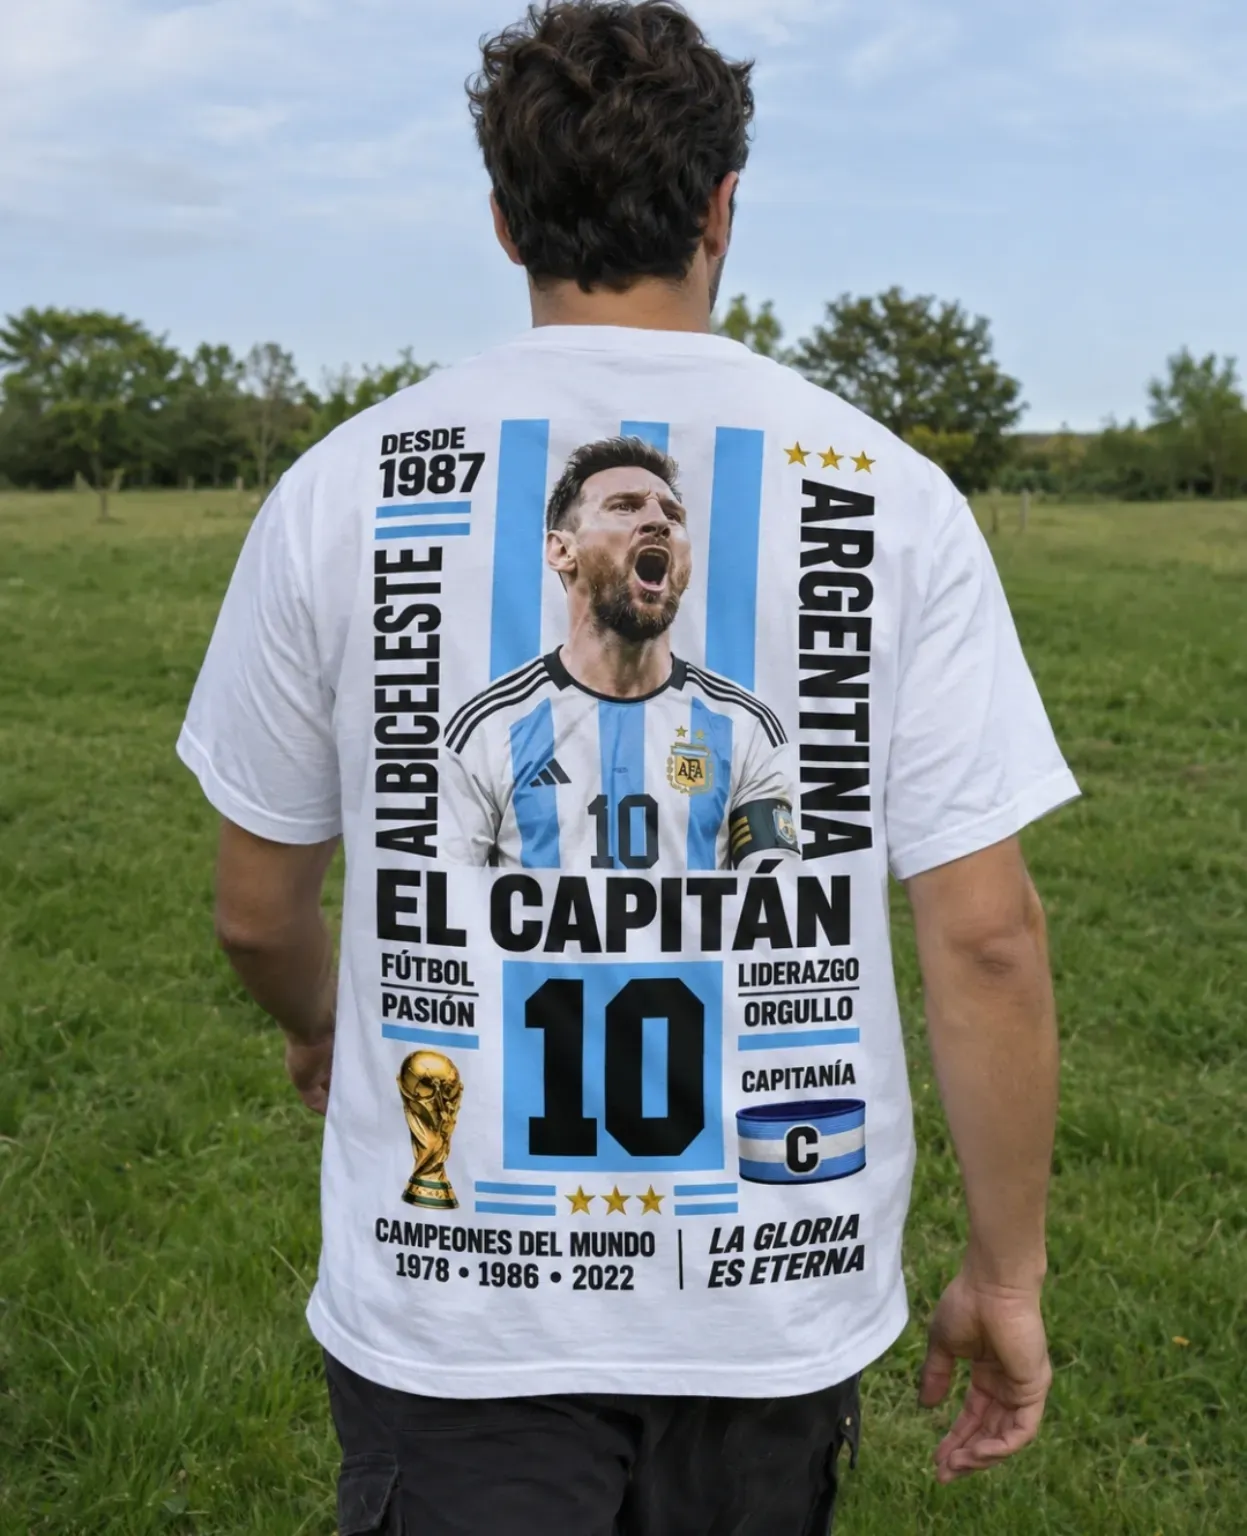 DESDE
1987
EL ALBICELESTE
ARGENTINA
AFA
10
EL CAPITÁN
FÚTBOL
PASIÓN
10
LIDERAZGO
ORGULLO
CAPITANÍA
C
CAMPEONES DEL MUNDO
1978 • 1986 • 2022
LA GLORIA
ES ETERNA